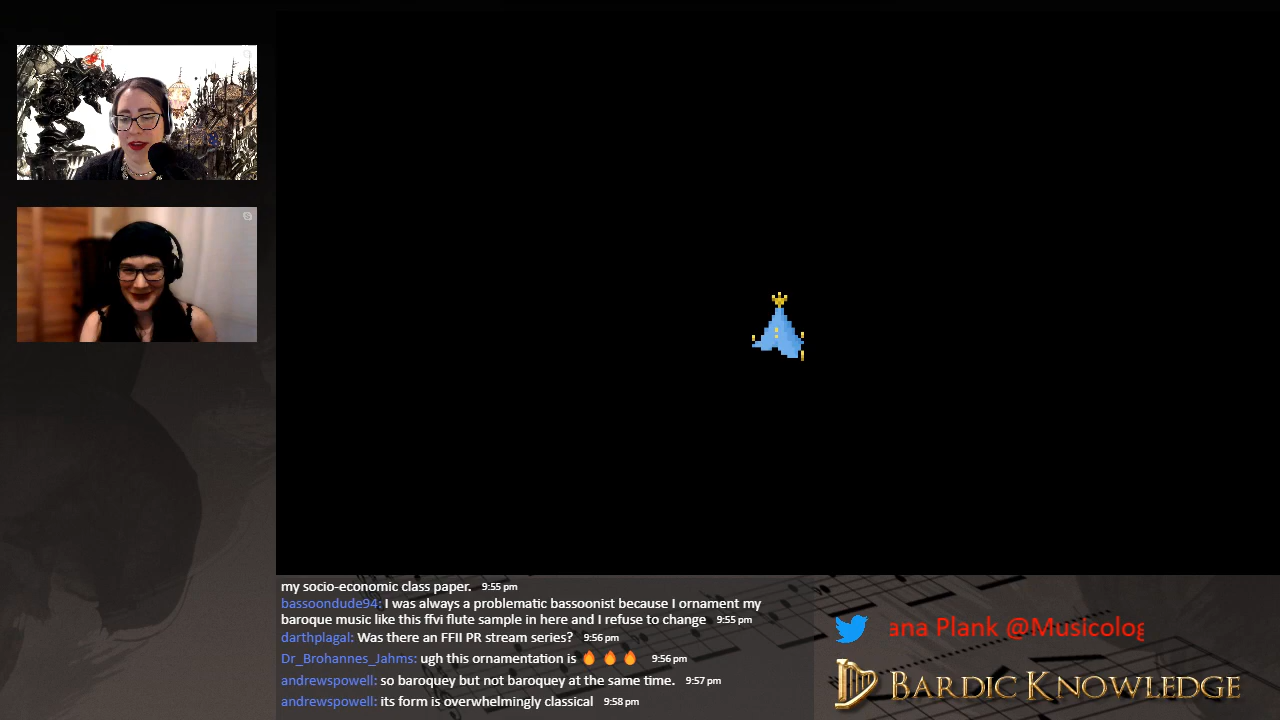 my socio-economic class paper. 9:55 pm
bassoondude94: I was always a problematic bassoonist because I ornament my
baroque music like this ffvi flute sample in here and I refuse to change 9:55 pm
darthplagal: Was there an FFII PR stream series? 9:56 pm
Dr_Brohannes_Jahms: ugh this ornamentation is 🔥 🔥 🔥 9:56 pm
andrewspowell: so baroquey but not baroquey at the same time. 9:57 pm
andrewspowell: its form is overwhelmingly classical 9:58 pm
ana Plank @Musicolog
BARDIC KNOWLEDGE